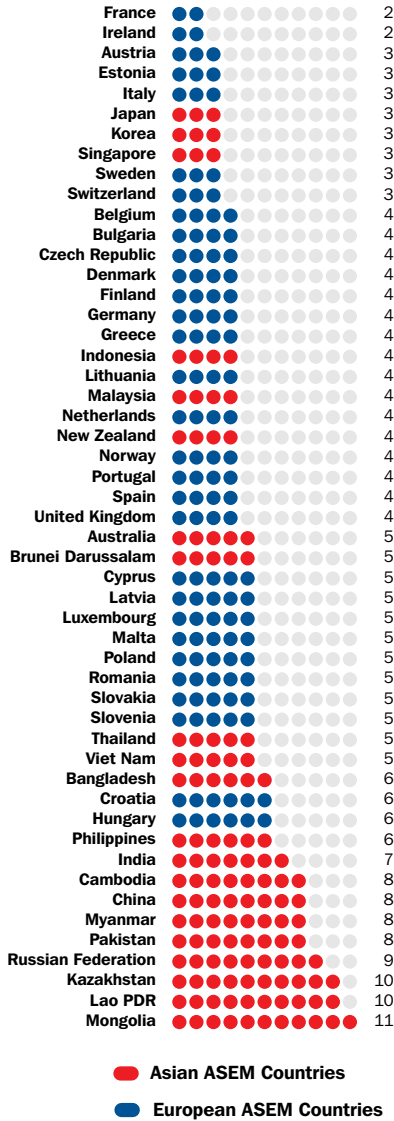 France 2
Ireland 2
Austria 3
Estonia 3
Italy 3
Japan 3
Korea 3
Singapore 3
Sweden 3
Switzerland 3
Belgium 4
Bulgaria 4
Czech Republic 4
Denmark 4
Finland 4
Germany 4
Greece 4
Indonesia 4
Lithuania 4
Malaysia 4
Netherlands 4
New Zealand 4
Norway 4
Portugal 4
Spain 4
United Kingdom 4
Australia 5
Brunei Darussalam 5
Cyprus 5
Latvia 5
Luxembourg 5
Malta 5
Poland 5
Romania 5
Slovakia 5
Slovenia 5
Thailand 5
Viet Nam 5
Bangladesh 6
Croatia 6
Hungary 6
Philippines 6
India 7
Cambodia 8
China 8
Myanmar 8
Pakistan 8
Russian Federation 9
Kazakhstan 10
Lao PDR 10
Mongolia 11
Asian ASEM Countries
European ASEM Countries